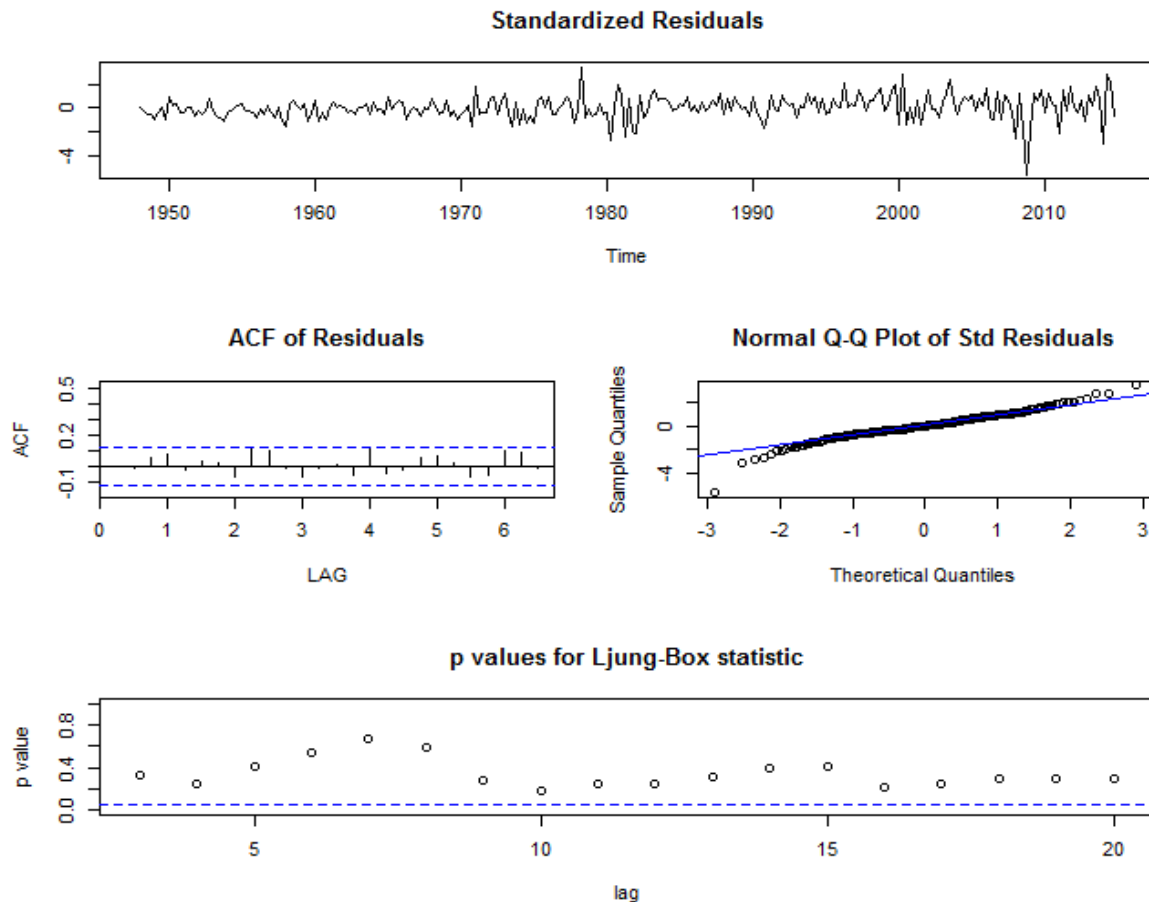 Standardized Residuals
0
-4
1950 1960 1970 1980 1990 2000 2010
Time
ACF of Residuals
ACF
0.5
0.2
-0.1
0 1 2 3 4 5 6
LAG
Normal Q-Q Plot of Std Residuals
Sample Quantiles
0
-4
-3 -2 -1 0 1 2 3
Theoretical Quantiles
p values for Ljung-Box statistic
p value
0.8
0.4
0.0
5 10 15 20
lag